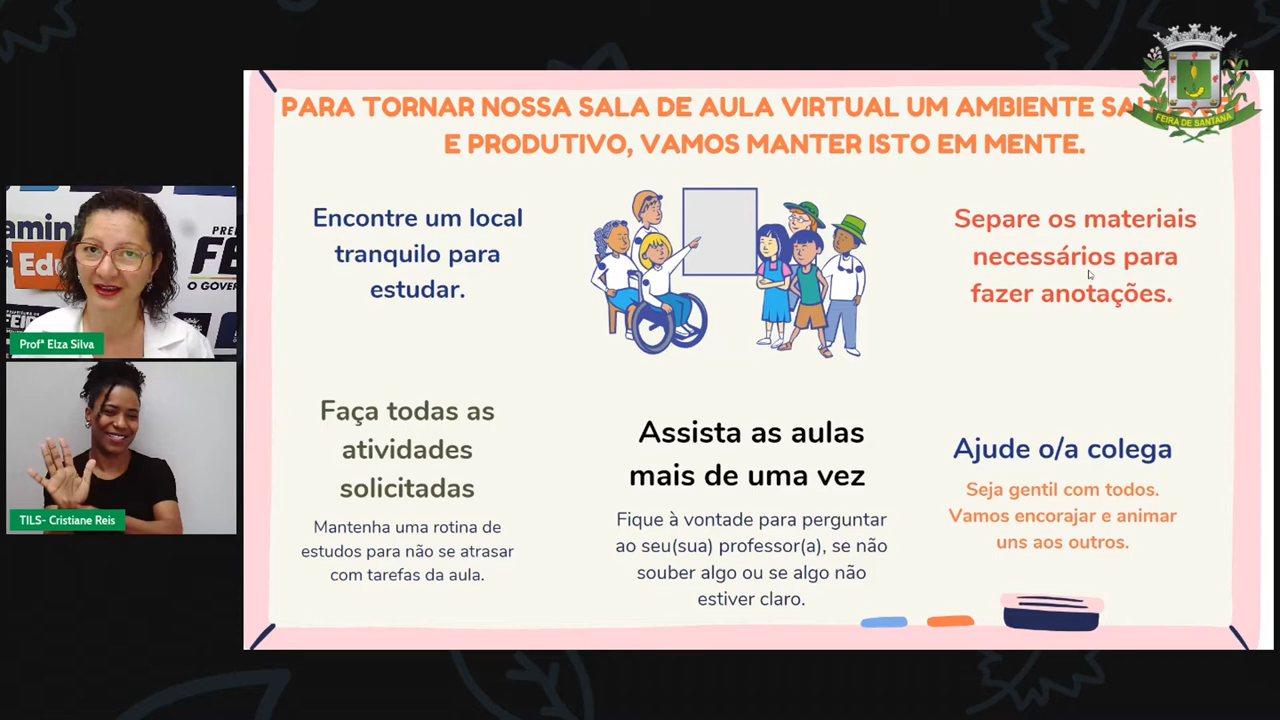 PARA TORNAR NOSSA SALA DE AULA VIRTUAL UM AMBIENTE
E PRODUTIVO, VAMOS MANTER ISTO EM MENTE.
FEIRA DE SANTANA
Encontre um local
tranquilo para
estudar.
Separe os materiais
necessários para
fazer anotações.
Faça todas as
atividades
solicitadas
Mantenha uma rotina de
estudos para não se atrasar
com tarefas da aula.
Assista as aulas
mais de uma vez
Fique à vontade para perguntar
ao seu(sua) professor(a), se não
souber algo ou se algo não
estiver claro.
Ajude o/a colega
Seja gentil com todos.
Vamos encorajar e animar
uns aos outros.
Profª Elza Silva
TILS- Cristiane Reis